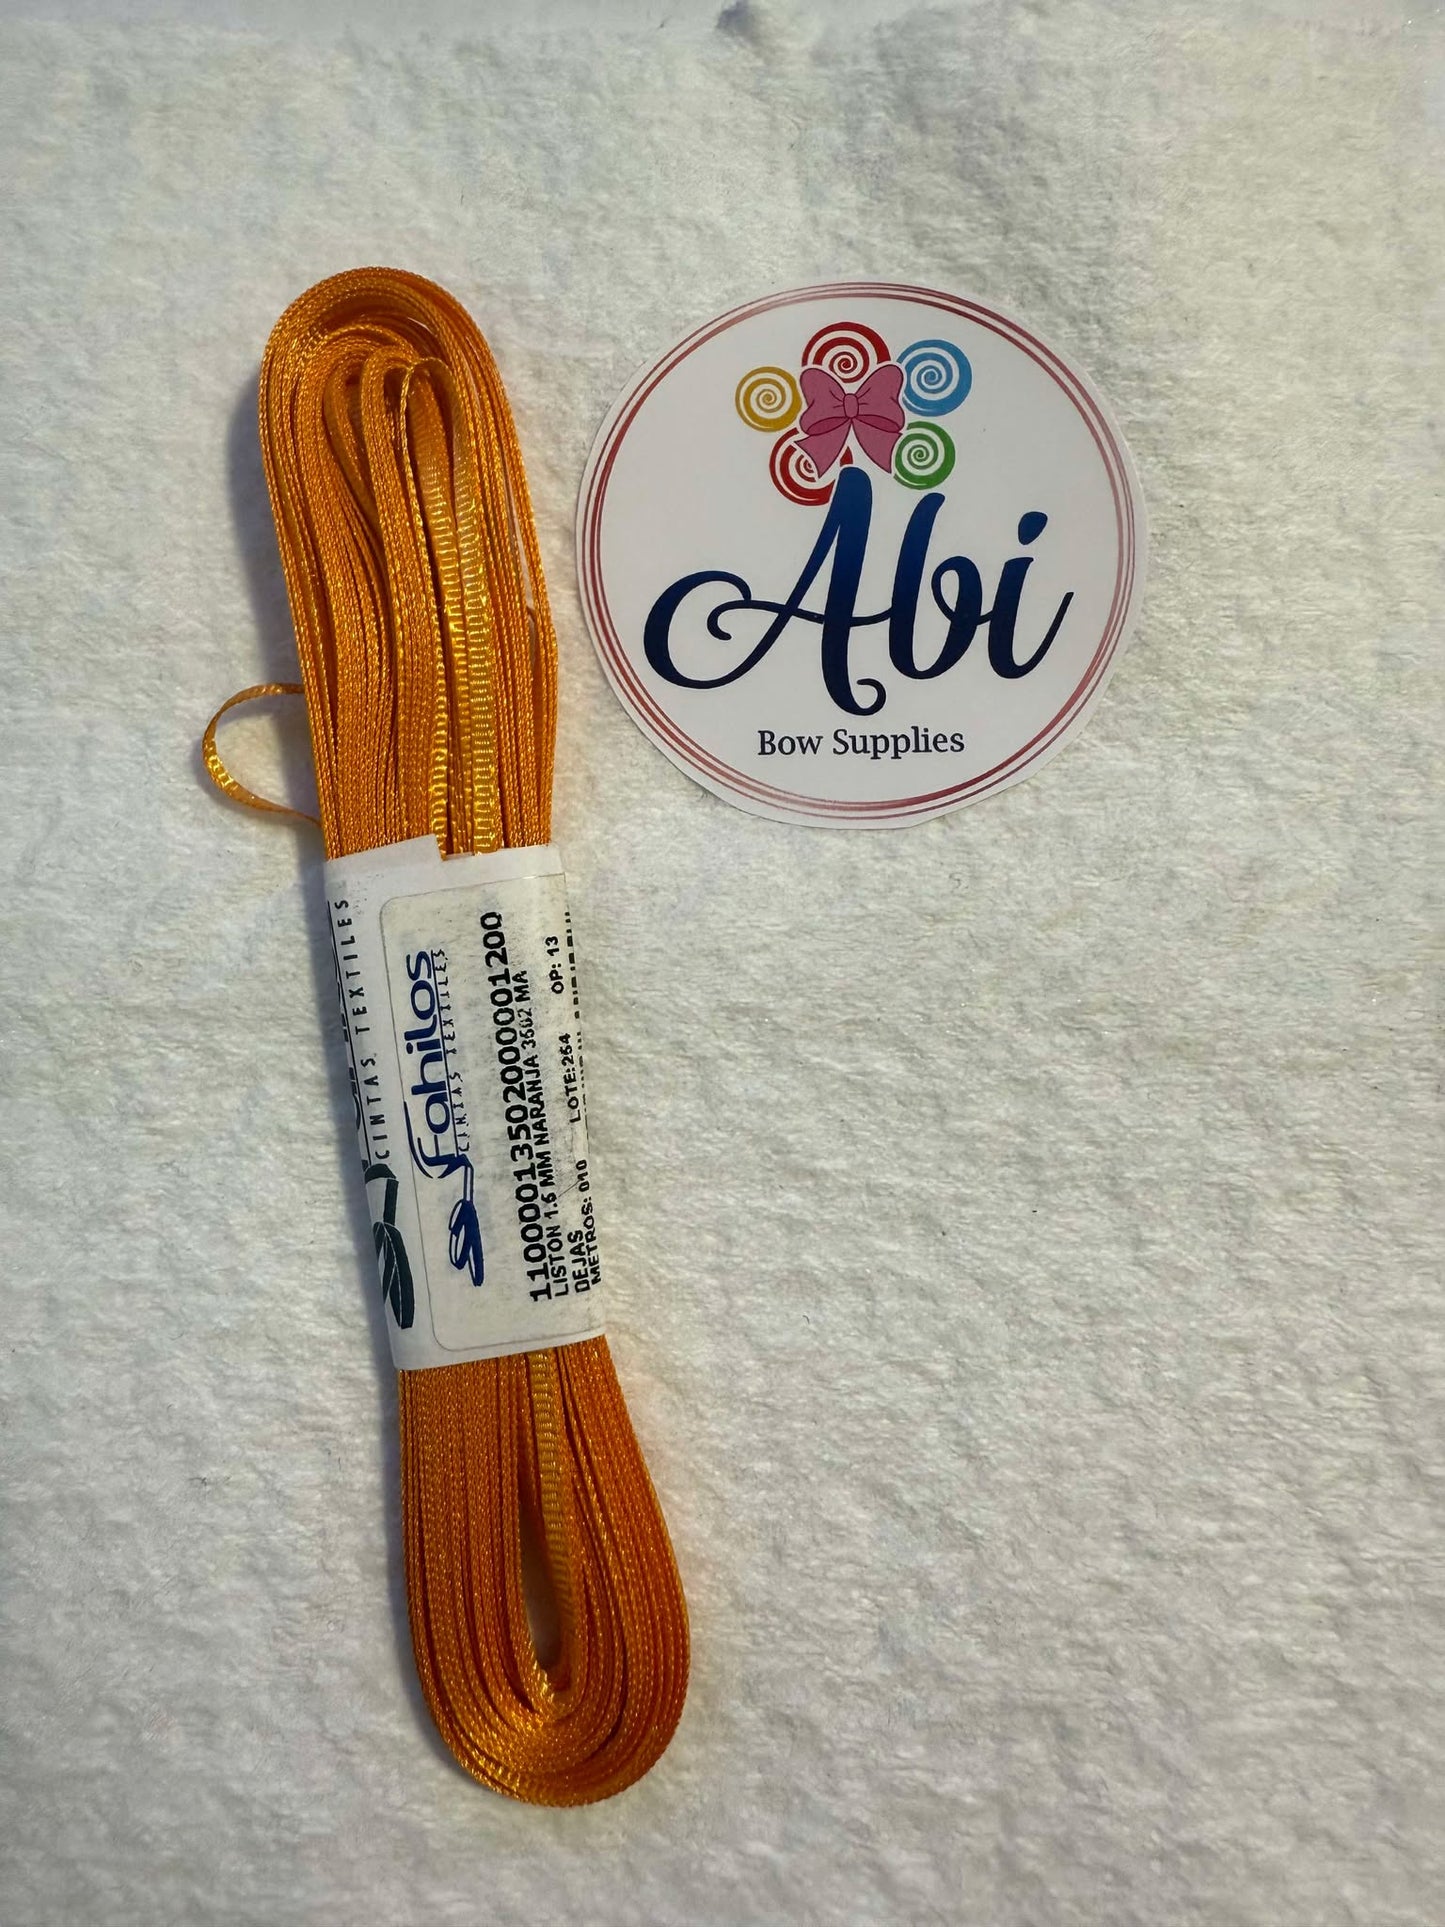 Abi
Bow Supplies
CINTAS TEXTILES
Fahilos
CINTAS TEXTILES
LISTON 1.6 MM NARANJA 3602 MA
DEJAS LOTE:264 OP: 13
METROS: 010